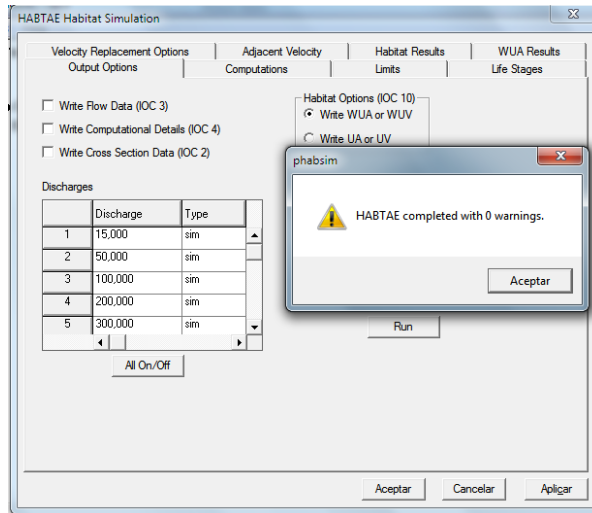 HABTAE Habitat Simulation
Velocity Replacement Options
Adjacent Velocity
Habitat Results
WUA Results
Output Options
Computations
Limits
Life Stages
Write Flow Data (IOC 3)
Write Computational Details (IOC 4)
Write Cross Section Data (IOC 2)
Habitat Options (IOC 10)
Write WUA or WUV
Write UA or UV
phabsim
HABTAE completed with 0 warnings.
Aceptar
Discharges
Discharge Type
1 15,000 sim
2 50,000 sim
3 100,000 sim
4 200,000 sim
5 300,000 sim
All On/Off
Run
Aceptar
Cancelar
Aplicar